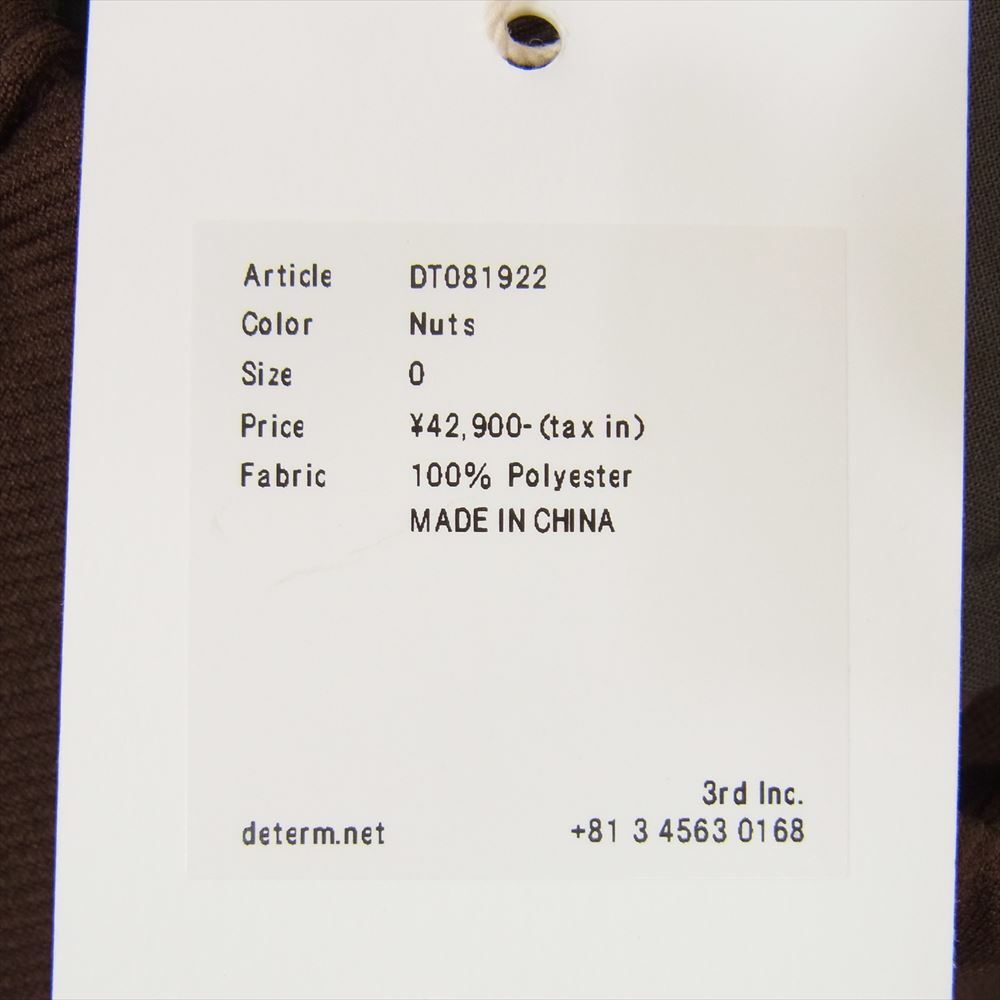 Article DT081922
Color Nuts
Size 0
Price ¥42,900-(tax in)
Fabric 100% Polyester
MADE IN CHINA
3rd Inc.
determ.net +81 3 4563 0168